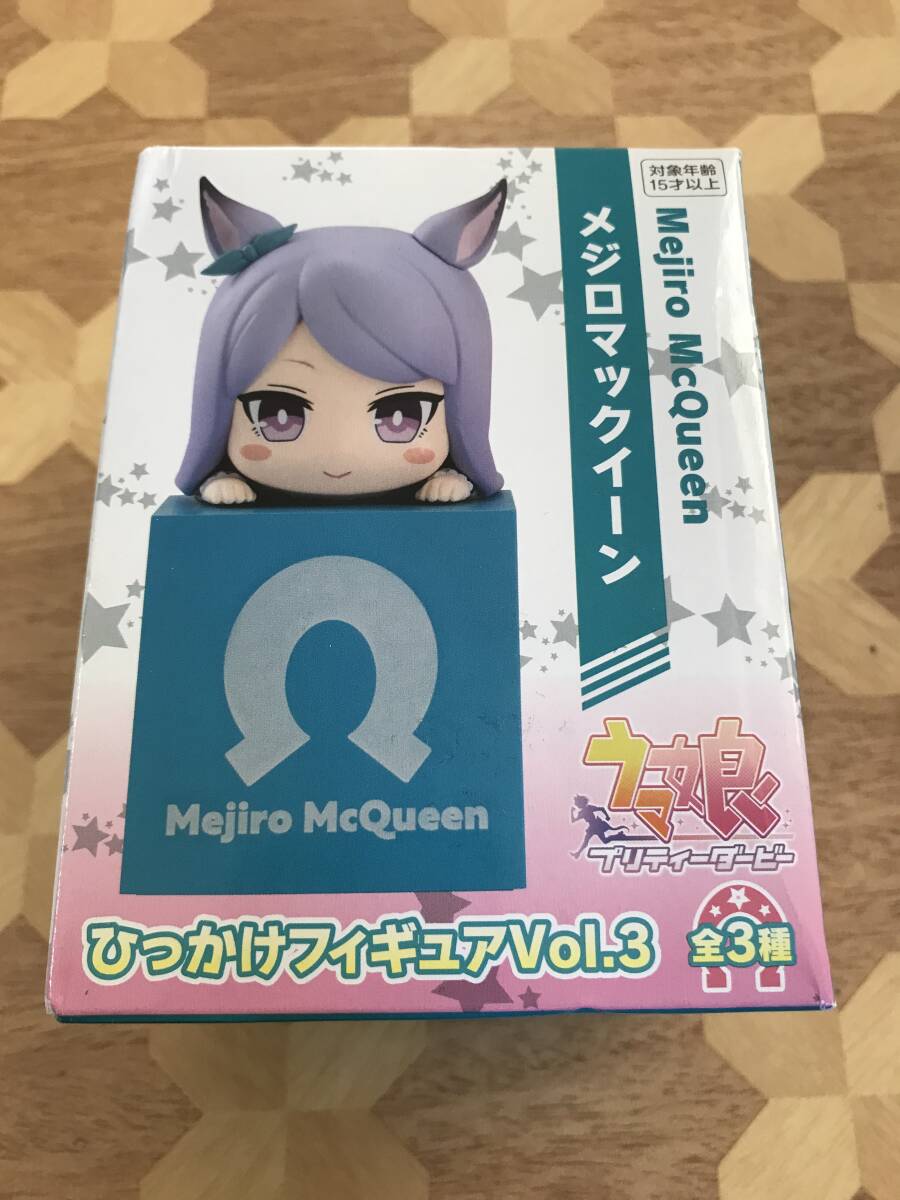 対象年齢
15才以上
Mejiro McQueen
メジロマックイーン
Mejiro McQueen
ウマ娘
プリティーダービー
ひっかけフィギュアVol.3
全3種